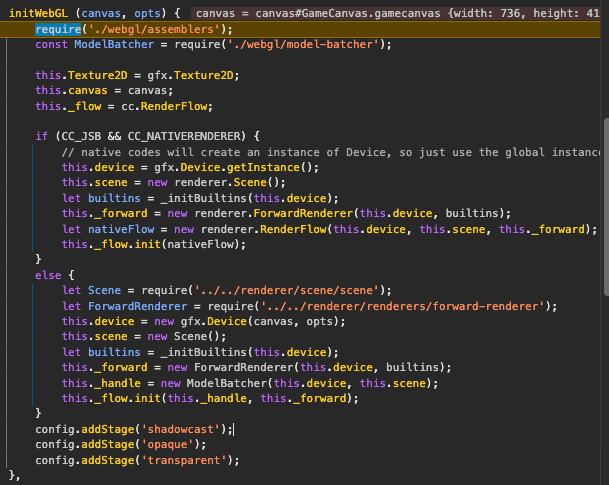 initWebGL (canvas, opts) { canvas = canvas#GameCanvas.gamecanvas {width: 736, height: 41
require('./webgl/assemblers');
const ModelBatcher = require('./webgl/model-batcher');
this.Texture2D = gfx.Texture2D;
this.canvas = canvas;
this._flow = cc.RenderFlow;
if (CC_JSB && CC_NATIVERENDERER) {
// native codes will create an instance of Device, so just use the global instance
this.device = gfx.Device.getInstance();
this.scene = new renderer.Scene();
let builtins = _initBuiltins(this.device);
this._forward = new renderer.ForwardRenderer(this.device, builtins);
let nativeFlow = new renderer.RenderFlow(this.device, this.scene, this._forward);
this._flow.init(nativeFlow);
}
else {
let Scene = require('../../renderer/scene/scene');
let ForwardRenderer = require('../../renderer/renderers/forward-renderer');
this.device = new gfx.Device(canvas, opts);
this.scene = new Scene();
let builtins = _initBuiltins(this.device);
this._forward = new ForwardRenderer(this.device, builtins);
this._handle = new ModelBatcher(this.device, this.scene);
this._flow.init(this._handle, this._forward);
}
config.addStage('shadowcast');
config.addStage('opaque');
config.addStage('transparent');
},